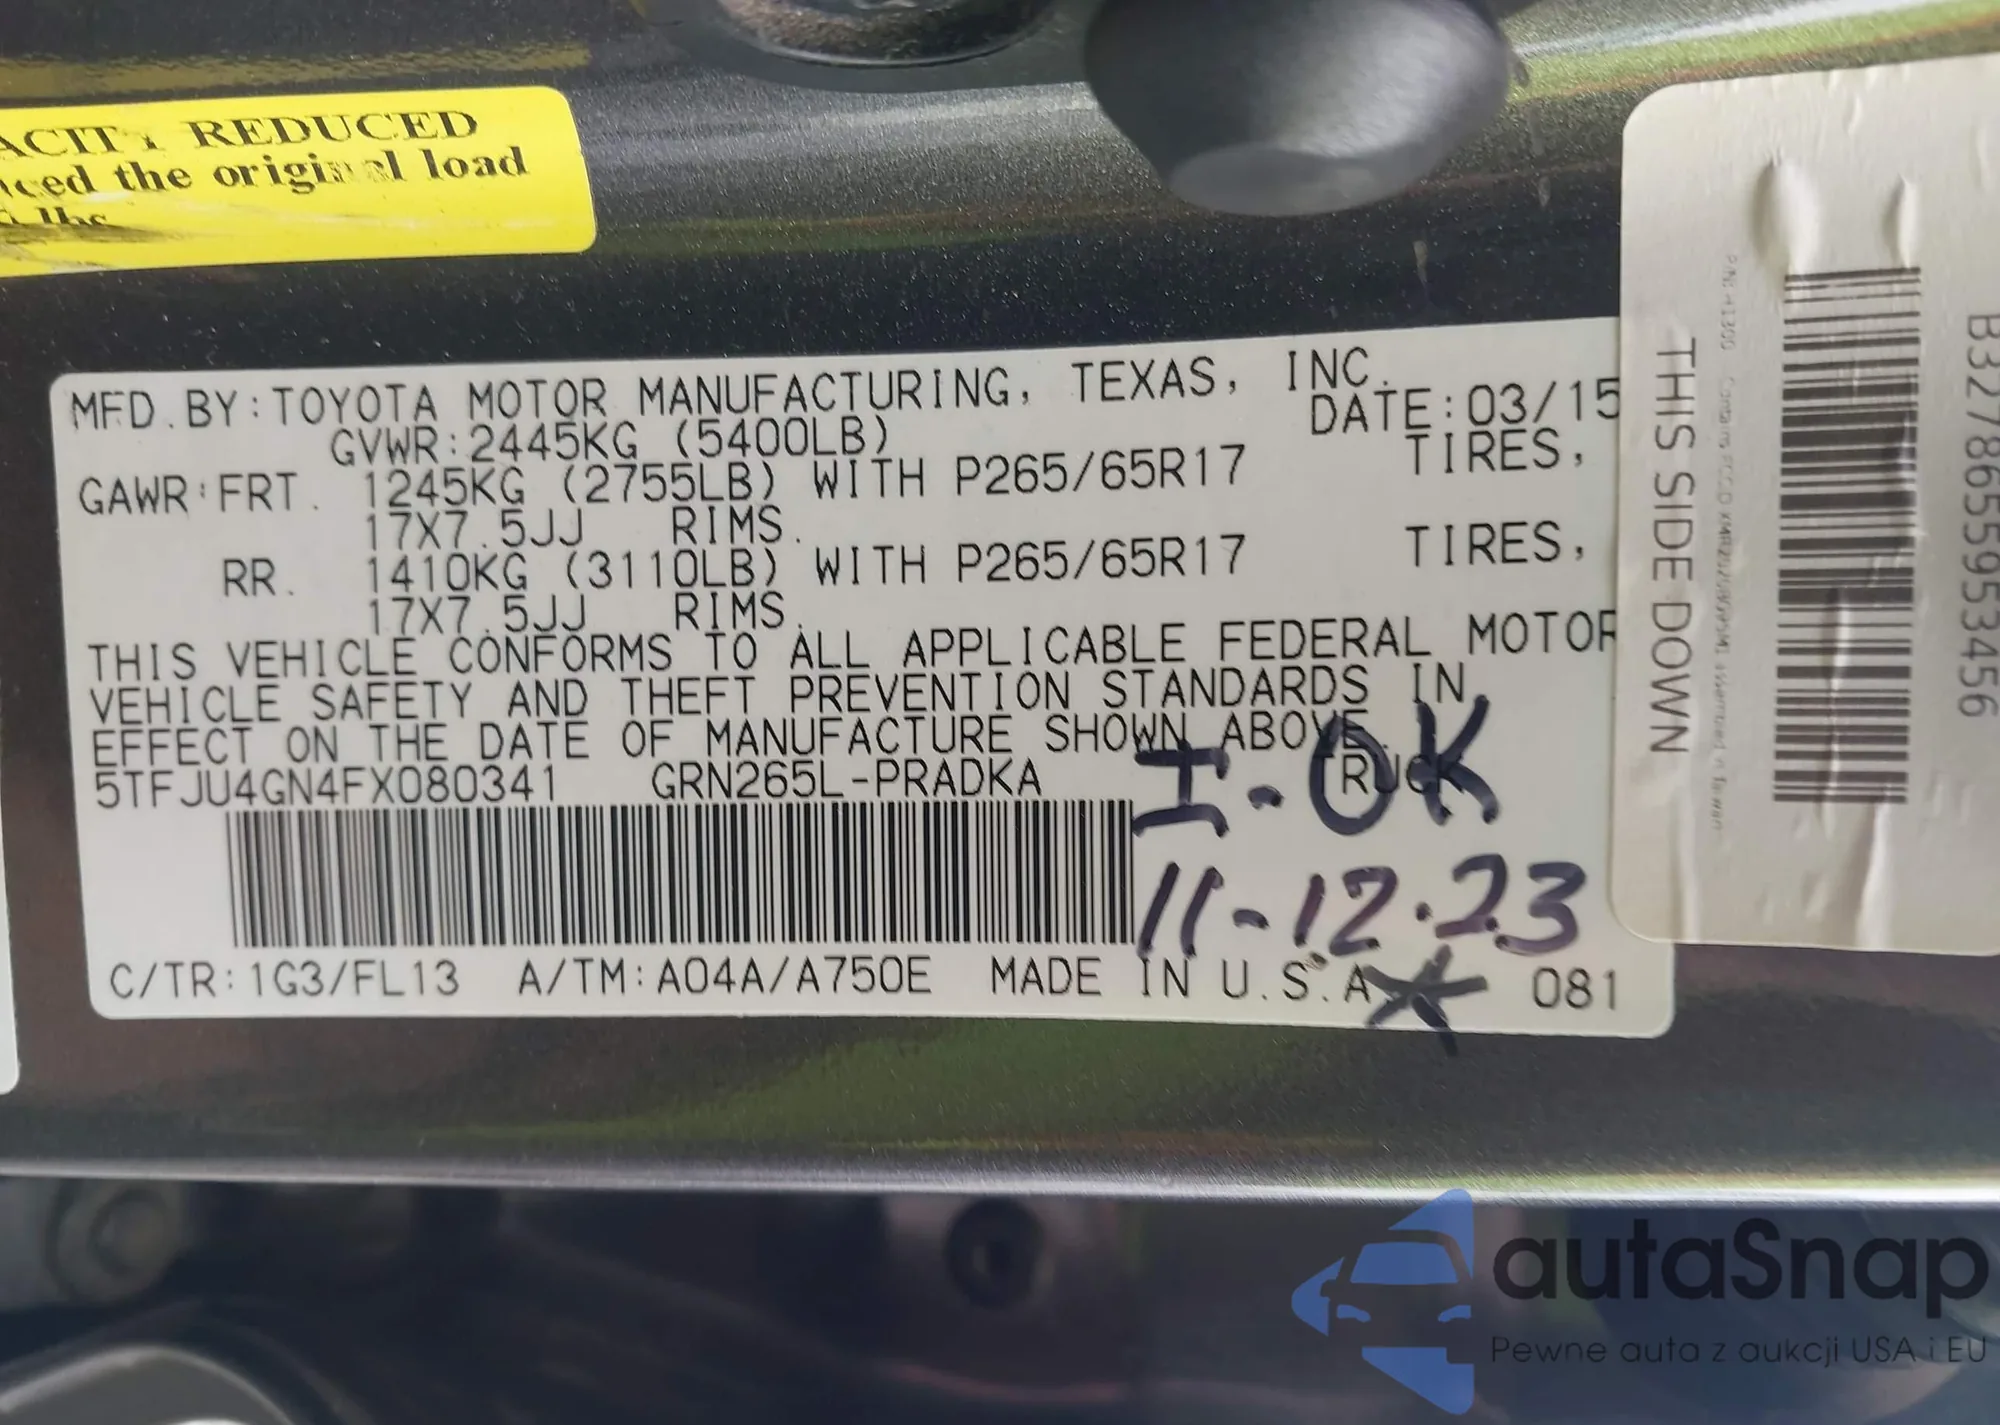 REDUCED
the original load
lbs
MFD. BY: TOYOTA MOTOR MANUFACTURING, TEXAS, INC.
DATE: 03/15
GVWR: 2445KG (5400LB)
GAWR: FRT. 1245KG (2755LB) WITH P265/65R17 TIRES,
17X7.5JJ RIMS.
RR. 1410KG (3110LB) WITH P265/65R17 TIRES,
17X7.5JJ RIMS.
THIS VEHICLE CONFORMS TO ALL APPLICABLE FEDERAL MOTOR
VEHICLE SAFETY AND THEFT PREVENTION STANDARDS IN
EFFECT ON THE DATE OF MANUFACTURE SHOWN ABOVE.
5TFJU4GN4FX080341 GRN265L-PRADKA TRUCK
I-OK
11-12-23
C/TR: 1G3/FL13 A/TM: A04A/A750E MADE IN U.S.A. 081
THIS SIDE DOWN
B3278655953456
autaSnap
Pewne auta z aukcji USA i EU